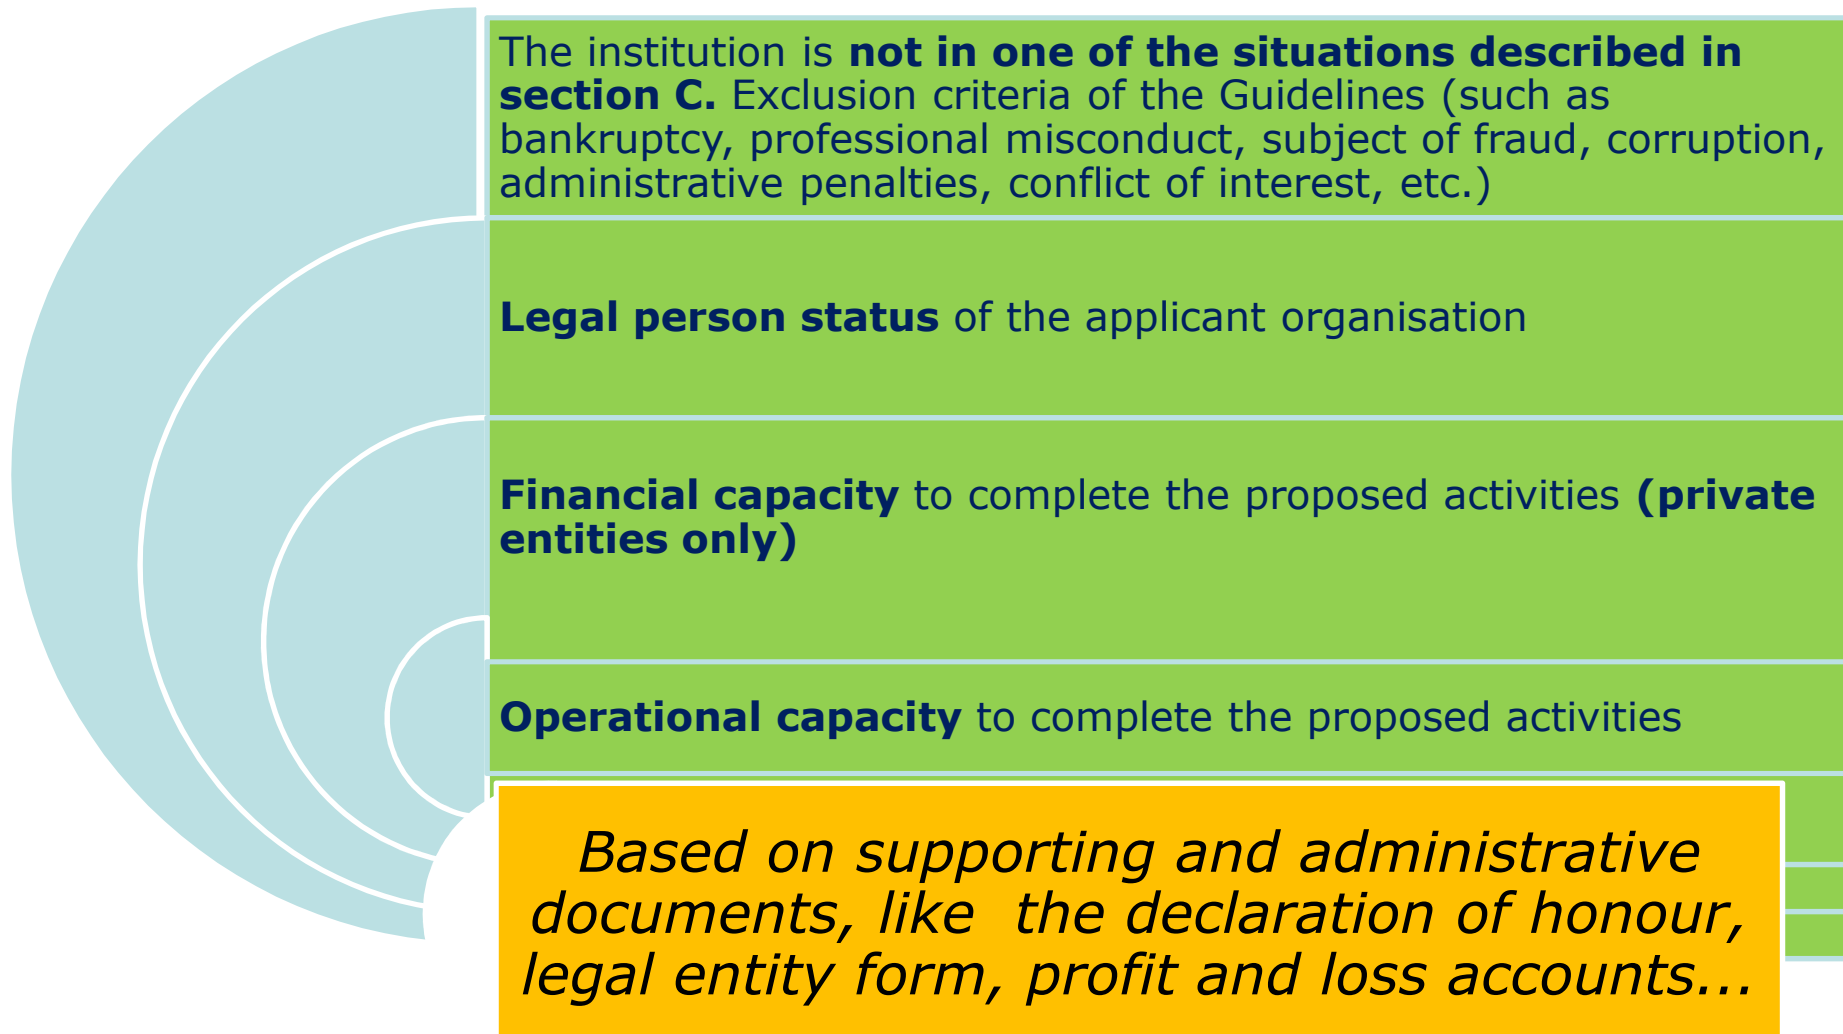 The institution is not in one of the situations described in
section C. Exclusion criteria of the Guidelines (such as
bankruptcy, professional misconduct, subject of fraud, corruption,
administrative penalties, conflict of interest, etc.)
Legal person status of the applicant organisation
Financial capacity to complete the proposed activities (private
entities only)
Operational capacity to complete the proposed activities
Based on supporting and administrative
documents, like  the declaration of honour,
legal entity form, profit and loss accounts...